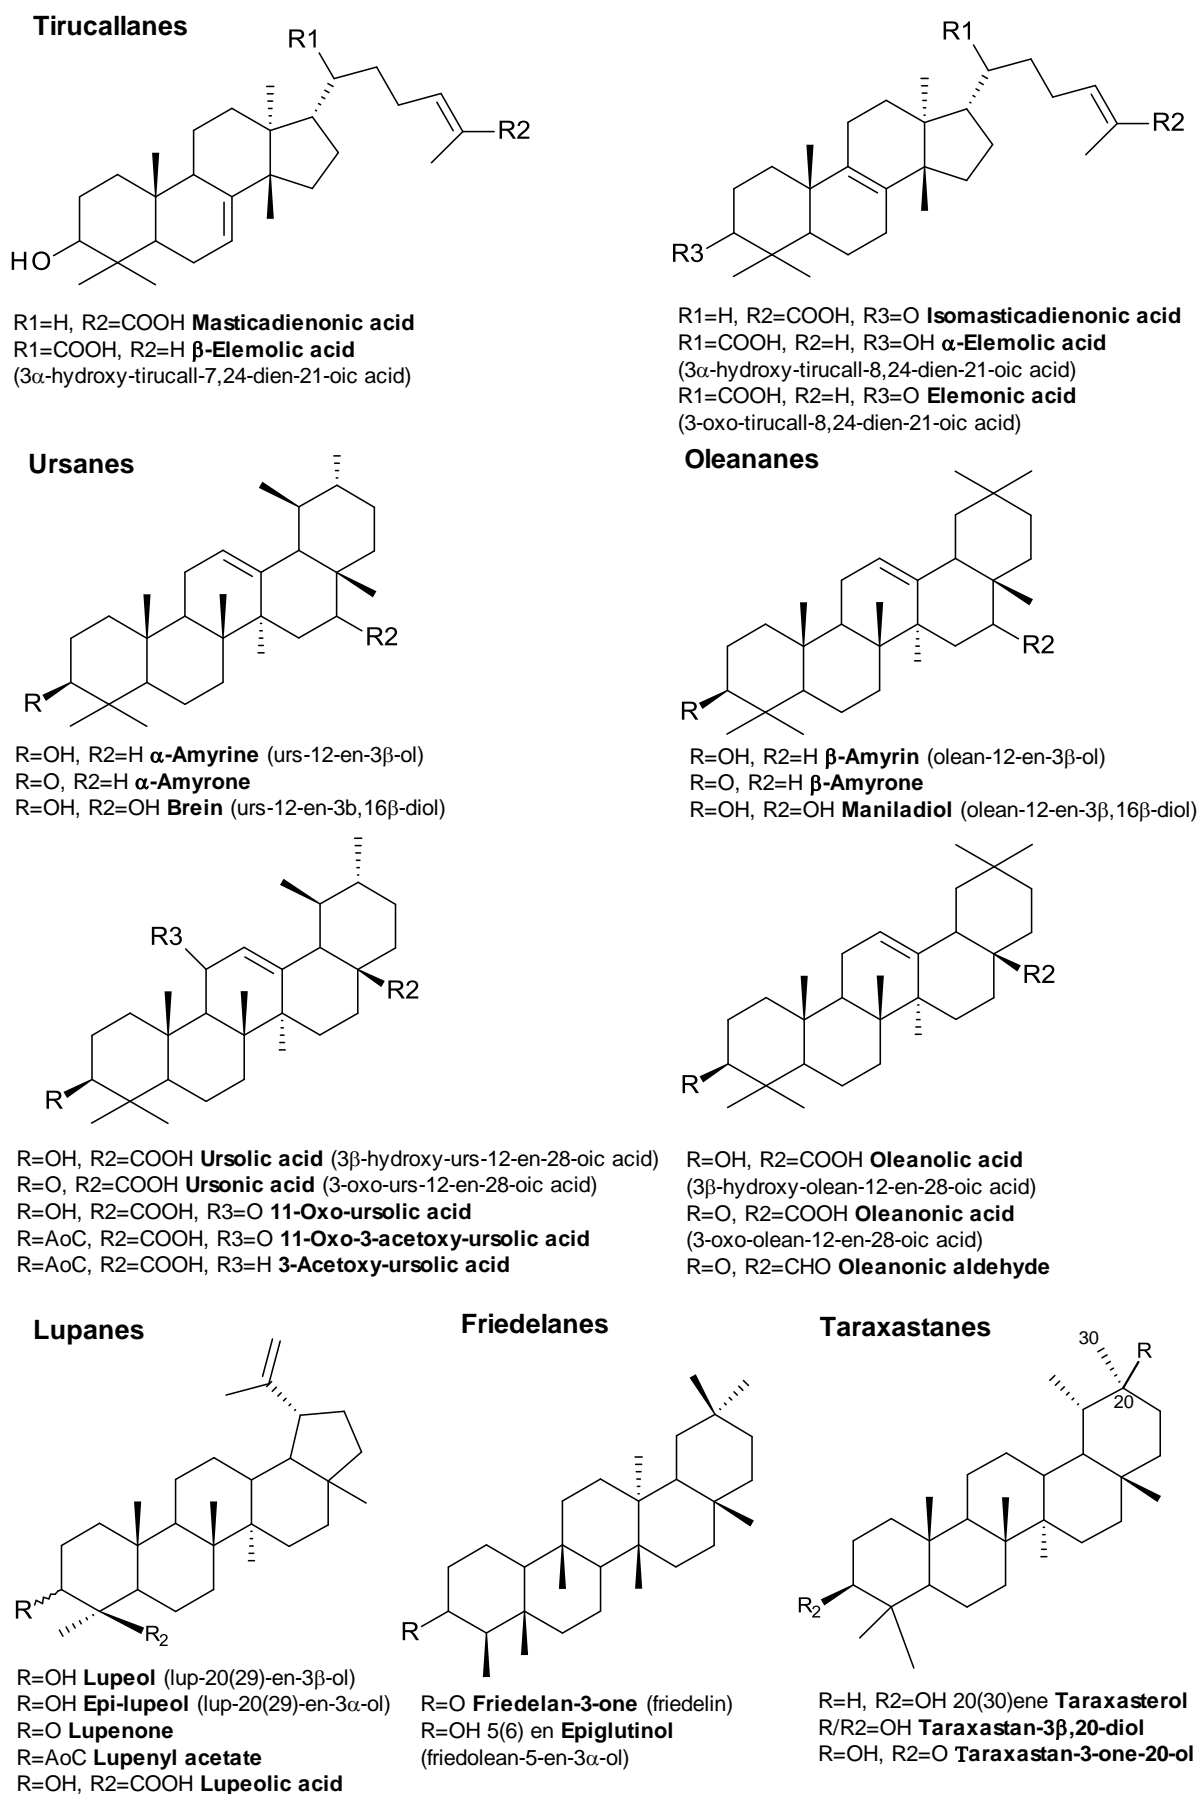 Tirucallanes
R1
R2
HO
R1
R2
R3
R1=H, R2=COOH Masticadienonic acid
R1=COOH, R2=H β-Elemolic acid
(3α-hydroxy-tirucall-7,24-dien-21-oic acid)
R1=H, R2=COOH, R3=O Isomasticadienonic acid
R1=COOH, R2=H, R3=OH α-Elemolic acid
(3α-hydroxy-tirucall-8,24-dien-21-oic acid)
R1=COOH, R2=H, R3=O Elemonic acid
(3-oxo-tirucall-8,24-dien-21-oic acid)
Ursanes
R2
R
R=OH, R2=H α-Amyrine (urs-12-en-3β-ol)
R=O, R2=H α-Amyrone
R=OH, R2=OH Brein (urs-12-en-3b,16β-diol)
Oleananes
R2
R
R=OH, R2=H β-Amyrin (olean-12-en-3β-ol)
R=O, R2=H β-Amyrone
R=OH, R2=OH Maniladiol (olean-12-en-3β,16β-diol)
R3
R2
R
R=OH, R2=COOH Ursolic acid (3β-hydroxy-urs-12-en-28-oic acid)
R=O, R2=COOH Ursonic acid (3-oxo-urs-12-en-28-oic acid)
R=OH, R2=COOH, R3=O 11-Oxo-ursolic acid
R=AoC, R2=COOH, R3=O 11-Oxo-3-acetoxy-ursolic acid
R=AoC, R2=COOH, R3=H 3-Acetoxy-ursolic acid
R2
R
R=OH, R2=COOH Oleanolic acid
(3β-hydroxy-olean-12-en-28-oic acid)
R=O, R2=COOH Oleanonic acid
(3-oxo-olean-12-en-28-oic acid)
R=O, R2=CHO Oleanonic aldehyde
Lupanes
R
R2
R=OH Lupeol (lup-20(29)-en-3β-ol)
R=OH Epi-lupeol (lup-20(29)-en-3α-ol)
R=O Lupenone
R=AoC Lupenyl acetate
R=OH, R2=COOH Lupeolic acid
Friedelanes
R
R=O Friedelan-3-one (friedelin)
R=OH 5(6) en Epiglutinol
(friedolean-5-en-3α-ol)
Taraxastanes
30
R
20
R2
R=H, R2=OH 20(30)ene Taraxasterol
R/R2=OH Taraxastan-3β,20-diol
R=OH, R2=O Taraxastan-3-one-20-ol